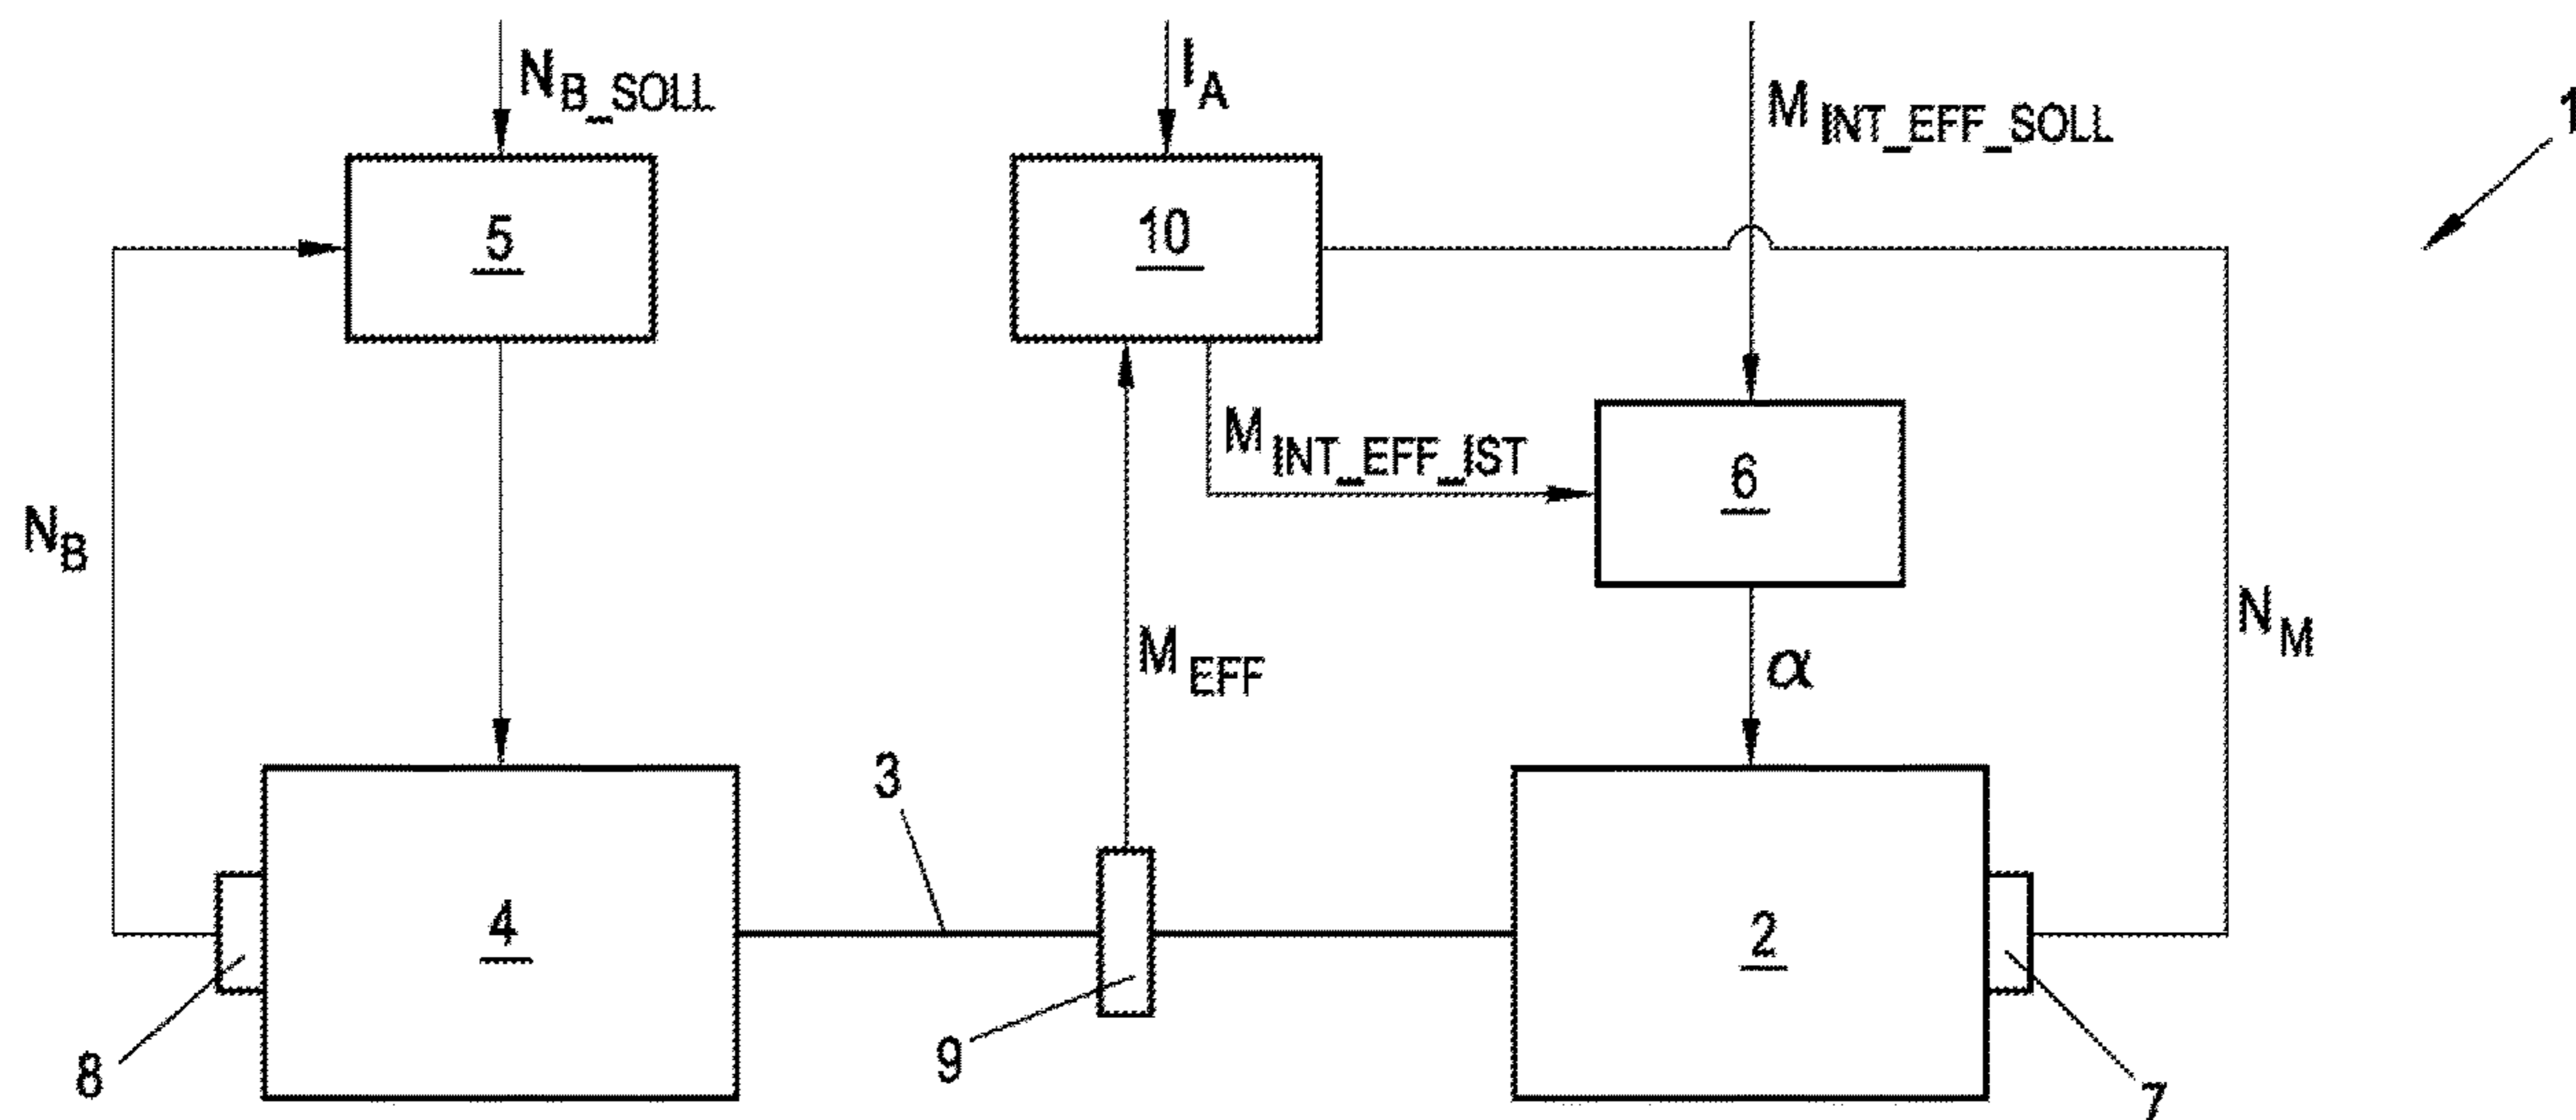 N_B_SOLL
I_A
M_INT_EFF_SOLL
1
5
10
M_INT_EFF_IST
6
N_B
M_EFF
α
N_M
3
4
2
8
9
7